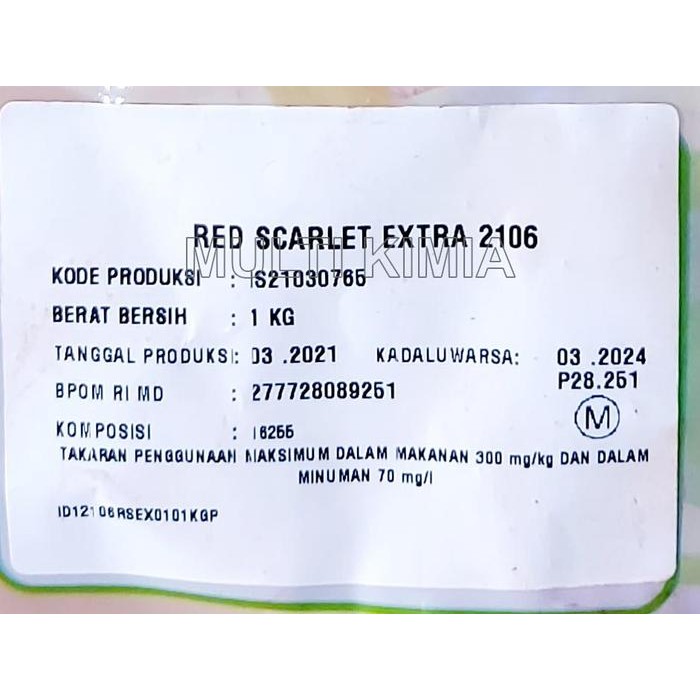 RED SCARLET EXTRA 2106
MULTI KIMIA
KODE PRODUKSI : IS21030765
BERAT BERSIH : 1 KG
TANGGAL PRODUKSI: 03 .2021 KADALUWARSA: 03 .2024
P28.251
BPOM RI MD : 277728089251
M
KOMPOSISI : 16255
TAKARAN PENGGUNAAN MAKSIMUM DALAM MAKANAN 300 mg/kg DAN DALAM
MINUMAN 70 mg/l
ID12106RSEX0101KGP